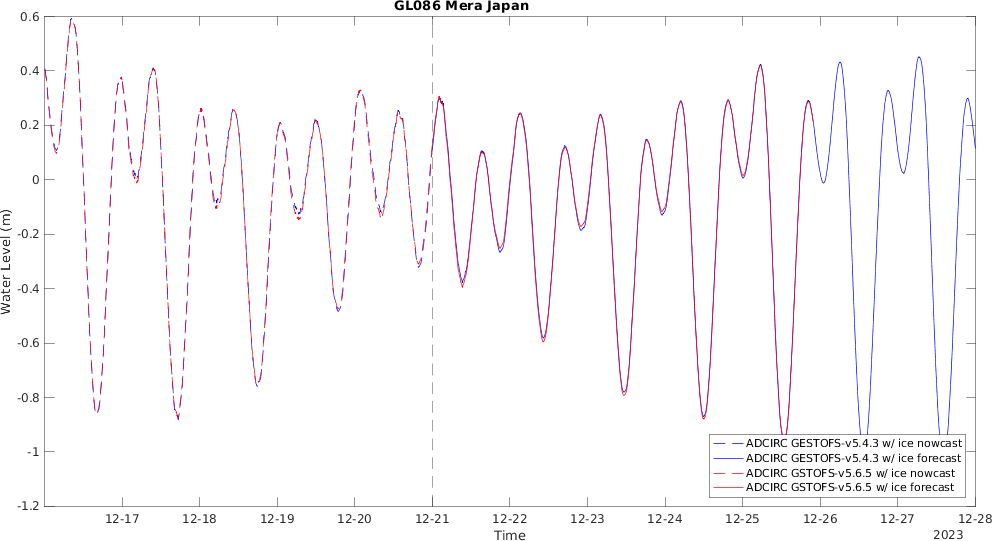 GL086 Mera Japan
0.6
0.4
0.2
0
-0.2
-0.4
-0.6
-0.8
-1
-1.2
Water Level (m)
ADCIRC GESTOFS-v5.4.3 w/ ice nowcast
ADCIRC GESTOFS-v5.4.3 w/ ice forecast
ADCIRC GSTOFS-v5.6.5 w/ ice nowcast
ADCIRC GSTOFS-v5.6.5 w/ ice forecast
12-17 12-18 12-19 12-20 12-21 12-22 12-23 12-24 12-25 12-26 12-27 12-28
Time
2023